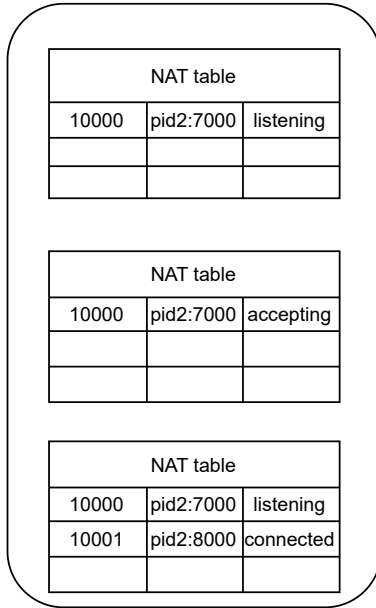 NAT table
10000 pid2:7000 listening
NAT table
10000 pid2:7000 accepting
NAT table
10000 pid2:7000 listening
10001 pid2:8000 connected